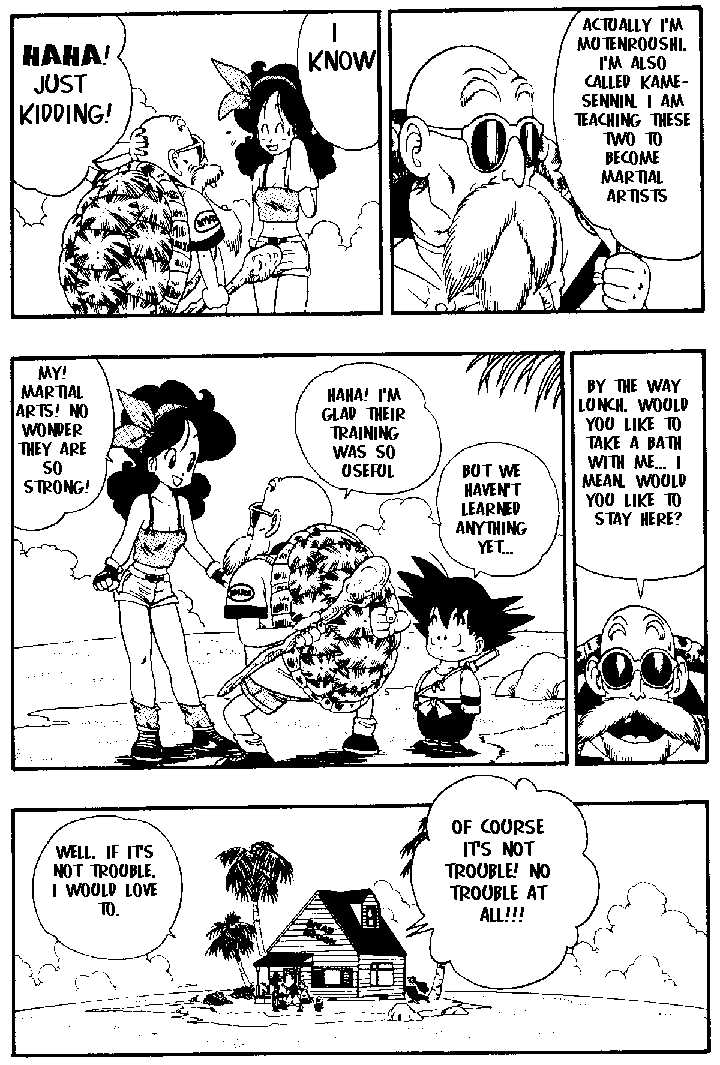 HAHA!
JUST
KIDDING!
I
KNOW
ACTUALLY I'M
MUTENROUSHI.
I'M ALSO
CALLED KAME-
SENNIN. I AM
TEACHING THESE
TWO TO
BECOME
MARTIAL
ARTISTS
MY!
MARTIAL
ARTS! NO
WONDER
THEY ARE
SO
STRONG!
HAHA! I'M
GLAD THEIR
TRAINING
WAS SO
USEFUL
BUT WE
HAVEN'T
LEARNED
ANYTHING
YET...
BY THE WAY
LUNCH, WOULD
YOU LIKE TO
TAKE A BATH
WITH ME... I
MEAN, WOULD
YOU LIKE TO
STAY HERE?
WELL, IF IT'S
NOT TROUBLE,
I WOULD LOVE
TO.
OF COURSE
IT'S NOT
TROUBLE! NO
TROUBLE AT
ALL!!!